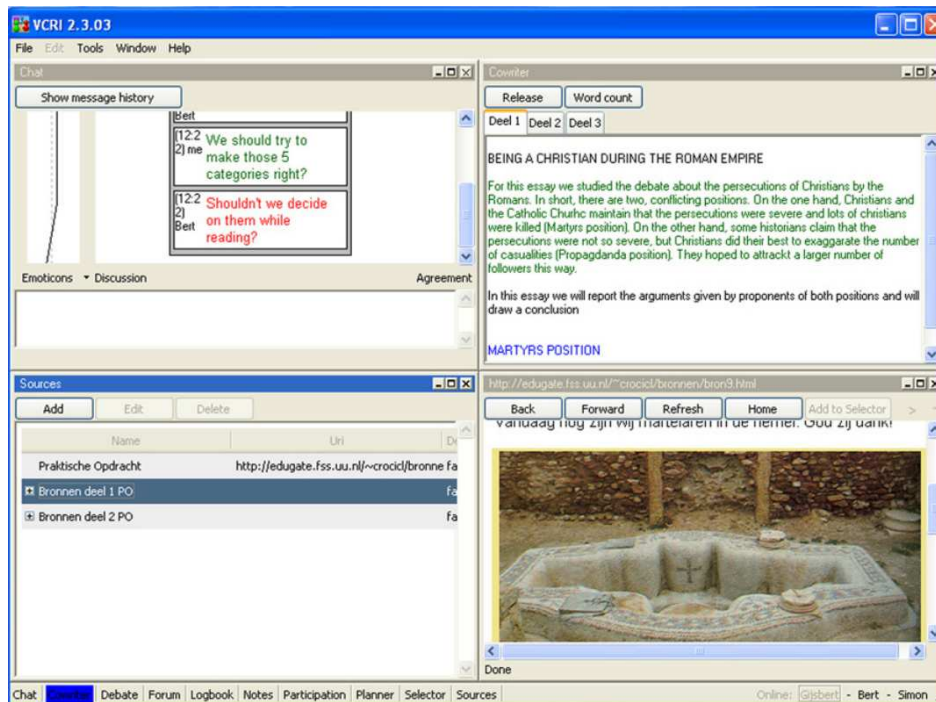 VCRI 2.3.03
File Edit Tools Window Help
Chat
Show message history
Bert
(12:2
2) me
We should try to
make those 5
categories right?
(12:2
2)
Bert
Shouldn't we decide
on them while
reading?
Emoticons Discussion Agreement
Cowriter
Release Word count
Deel 1 Deel 2 Deel 3
BEING A CHRISTIAN DURING THE ROMAN EMPIRE
For this essay we studied the debate about the persecutions of Christians by the
Romans. In short, there are two, conflicting positions. On the one hand, Christians and
the Catholic Churhc maintain that the persecutions were severe and lots of christians
were killed (Martyrs position). On the other hand, some historians claim that the
persecutions were not so severe, but Christians did their best to exaggarate the number
of casualities (Propagdanda position). They hoped to attrackt a larger number of
followers this way.
In this essay we will report the arguments given by proponents of both positions and will
draw a conclusion
MARTYRS POSITION
Sources
Add Edit Delete
Name Uri
Praktische Opdracht http://edugate.fss.uu.nl/~crocicl/bronne fa
Bronnen deel 1 PO fa
Bronnen deel 2 PO fa
http://edugate.fss.uu.nl/~crocicl/bronnen/bron9.html
Back Forward Refresh Home Add to Selector >
Vandaag nog zijn wij martelaren in de hemel. God zij dank!
Done
Chat Cowriter Debate Forum Logbook Notes Participation Planner Selector Sources
Online: Gijsbert - Bert - Simon